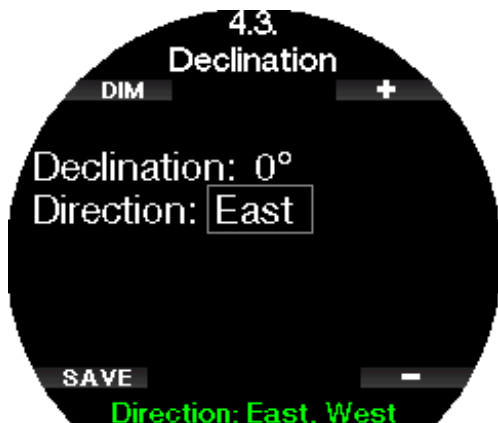 4.3.
Declination
DIM +
Declination: 0°
Direction: East
SAVE -
Direction: East, West